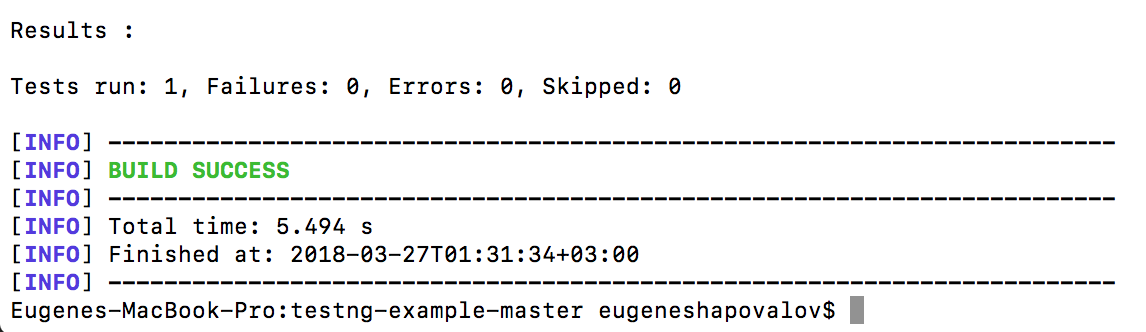 Results :
Tests run: 1, Failures: 0, Errors: 0, Skipped: 0
[INFO] ------------------------------------------------------------------------
[INFO] BUILD SUCCESS
[INFO] ------------------------------------------------------------------------
[INFO] Total time: 5.494 s
[INFO] Finished at: 2018-03-27T01:31:34+03:00
[INFO] ------------------------------------------------------------------------
Eugenes-MacBook-Pro:testng-example-master eugeneshapovalov$